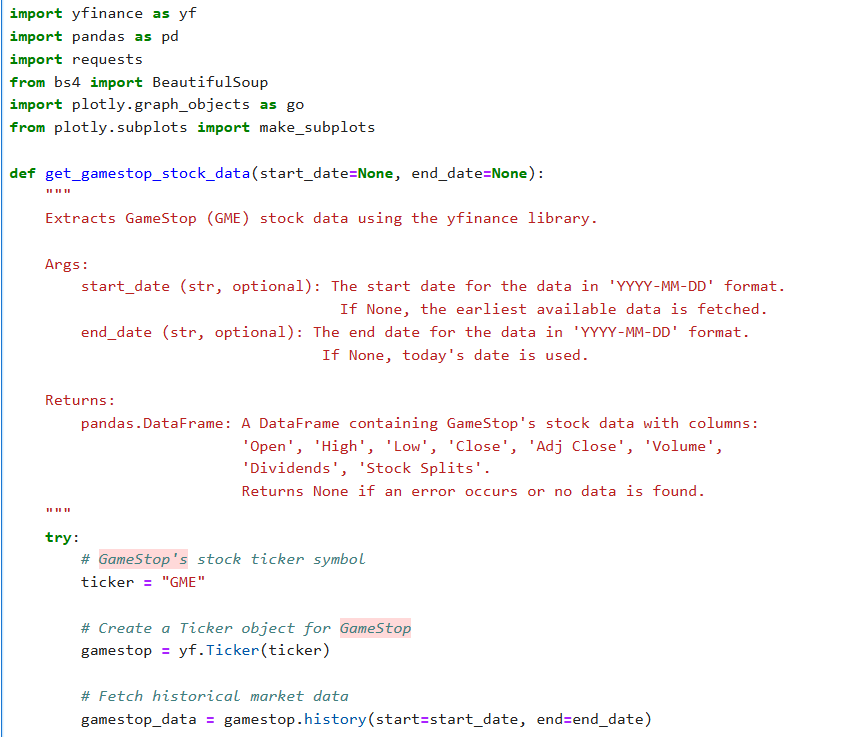 import yfinance as yf
import pandas as pd
import requests
from bs4 import BeautifulSoup
import plotly.graph_objects as go
from plotly.subplots import make_subplots

def get_gamestop_stock_data(start_date=None, end_date=None):
    """
    Extracts GameStop (GME) stock data using the yfinance library.

    Args:
        start_date (str, optional): The start date for the data in 'YYYY-MM-DD' format.
                                     If None, the earliest available data is fetched.
        end_date (str, optional): The end date for the data in 'YYYY-MM-DD' format.
                                   If None, today's date is used.

    Returns:
        pandas.DataFrame: A DataFrame containing GameStop's stock data with columns:
                          'Open', 'High', 'Low', 'Close', 'Adj Close', 'Volume',
                          'Dividends', 'Stock Splits'.
                          Returns None if an error occurs or no data is found.
    """
    try:
        # GameStop's stock ticker symbol
        ticker = "GME"

        # Create a Ticker object for GameStop
        gamestop = yf.Ticker(ticker)

        # Fetch historical market data
        gamestop_data = gamestop.history(start=start_date, end=end_date)